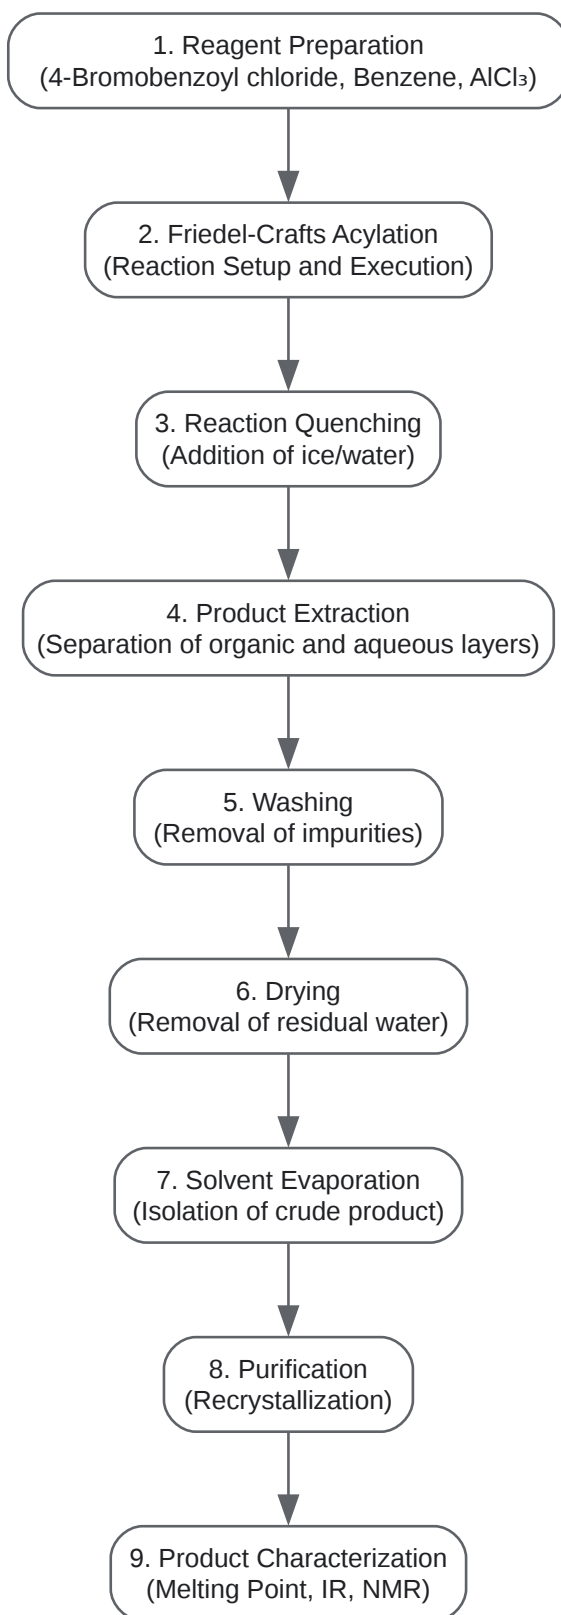 1. Reagent Preparation
(4-Bromobenzoyl chloride, Benzene, AlCl₃)
2. Friedel-Crafts Acylation
(Reaction Setup and Execution)
3. Reaction Quenching
(Addition of ice/water)
4. Product Extraction
(Separation of organic and aqueous layers)
5. Washing
(Removal of impurities)
6. Drying
(Removal of residual water)
7. Solvent Evaporation
(Isolation of crude product)
8. Purification
(Recrystallization)
9. Product Characterization
(Melting Point, IR, NMR)